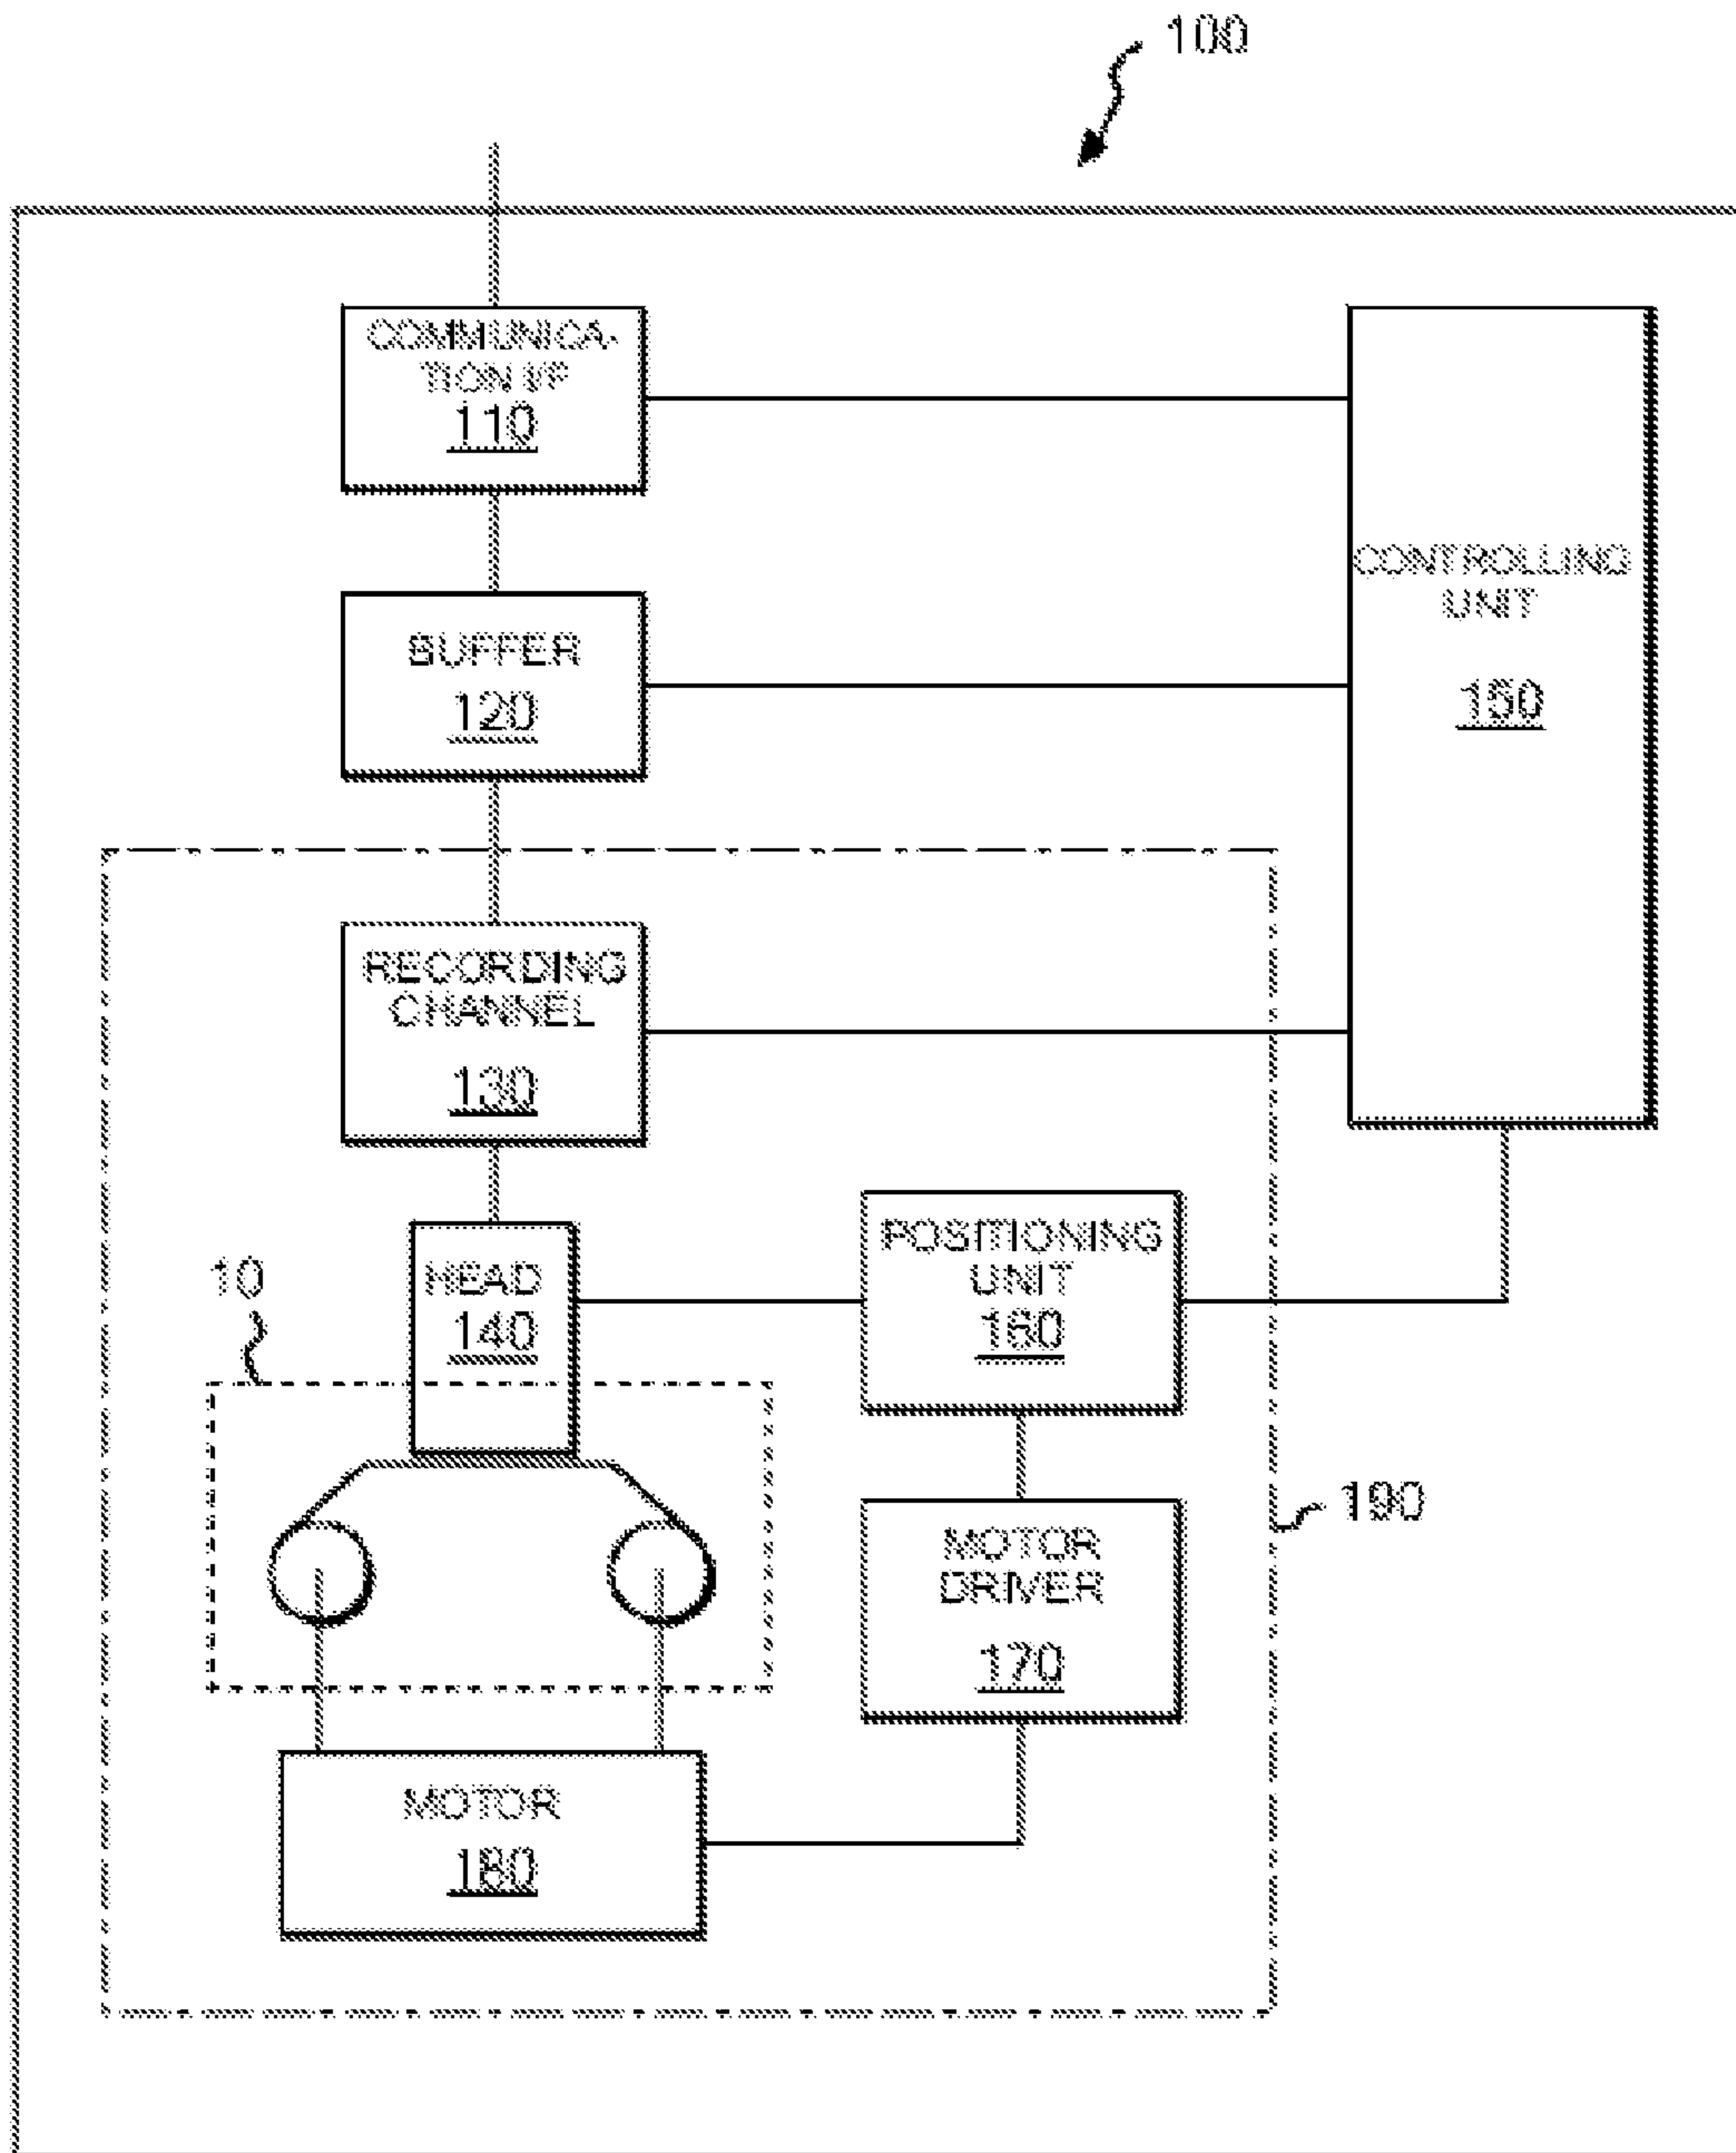 100
COMMUNICA-
TION I/F
110
BUFFER
120
CONTROLLING
UNIT
150
RECORDING
CHANNEL
130
10
HEAD
140
POSITIONING
UNIT
160
190
MOTOR
DRIVER
170
MOTOR
180